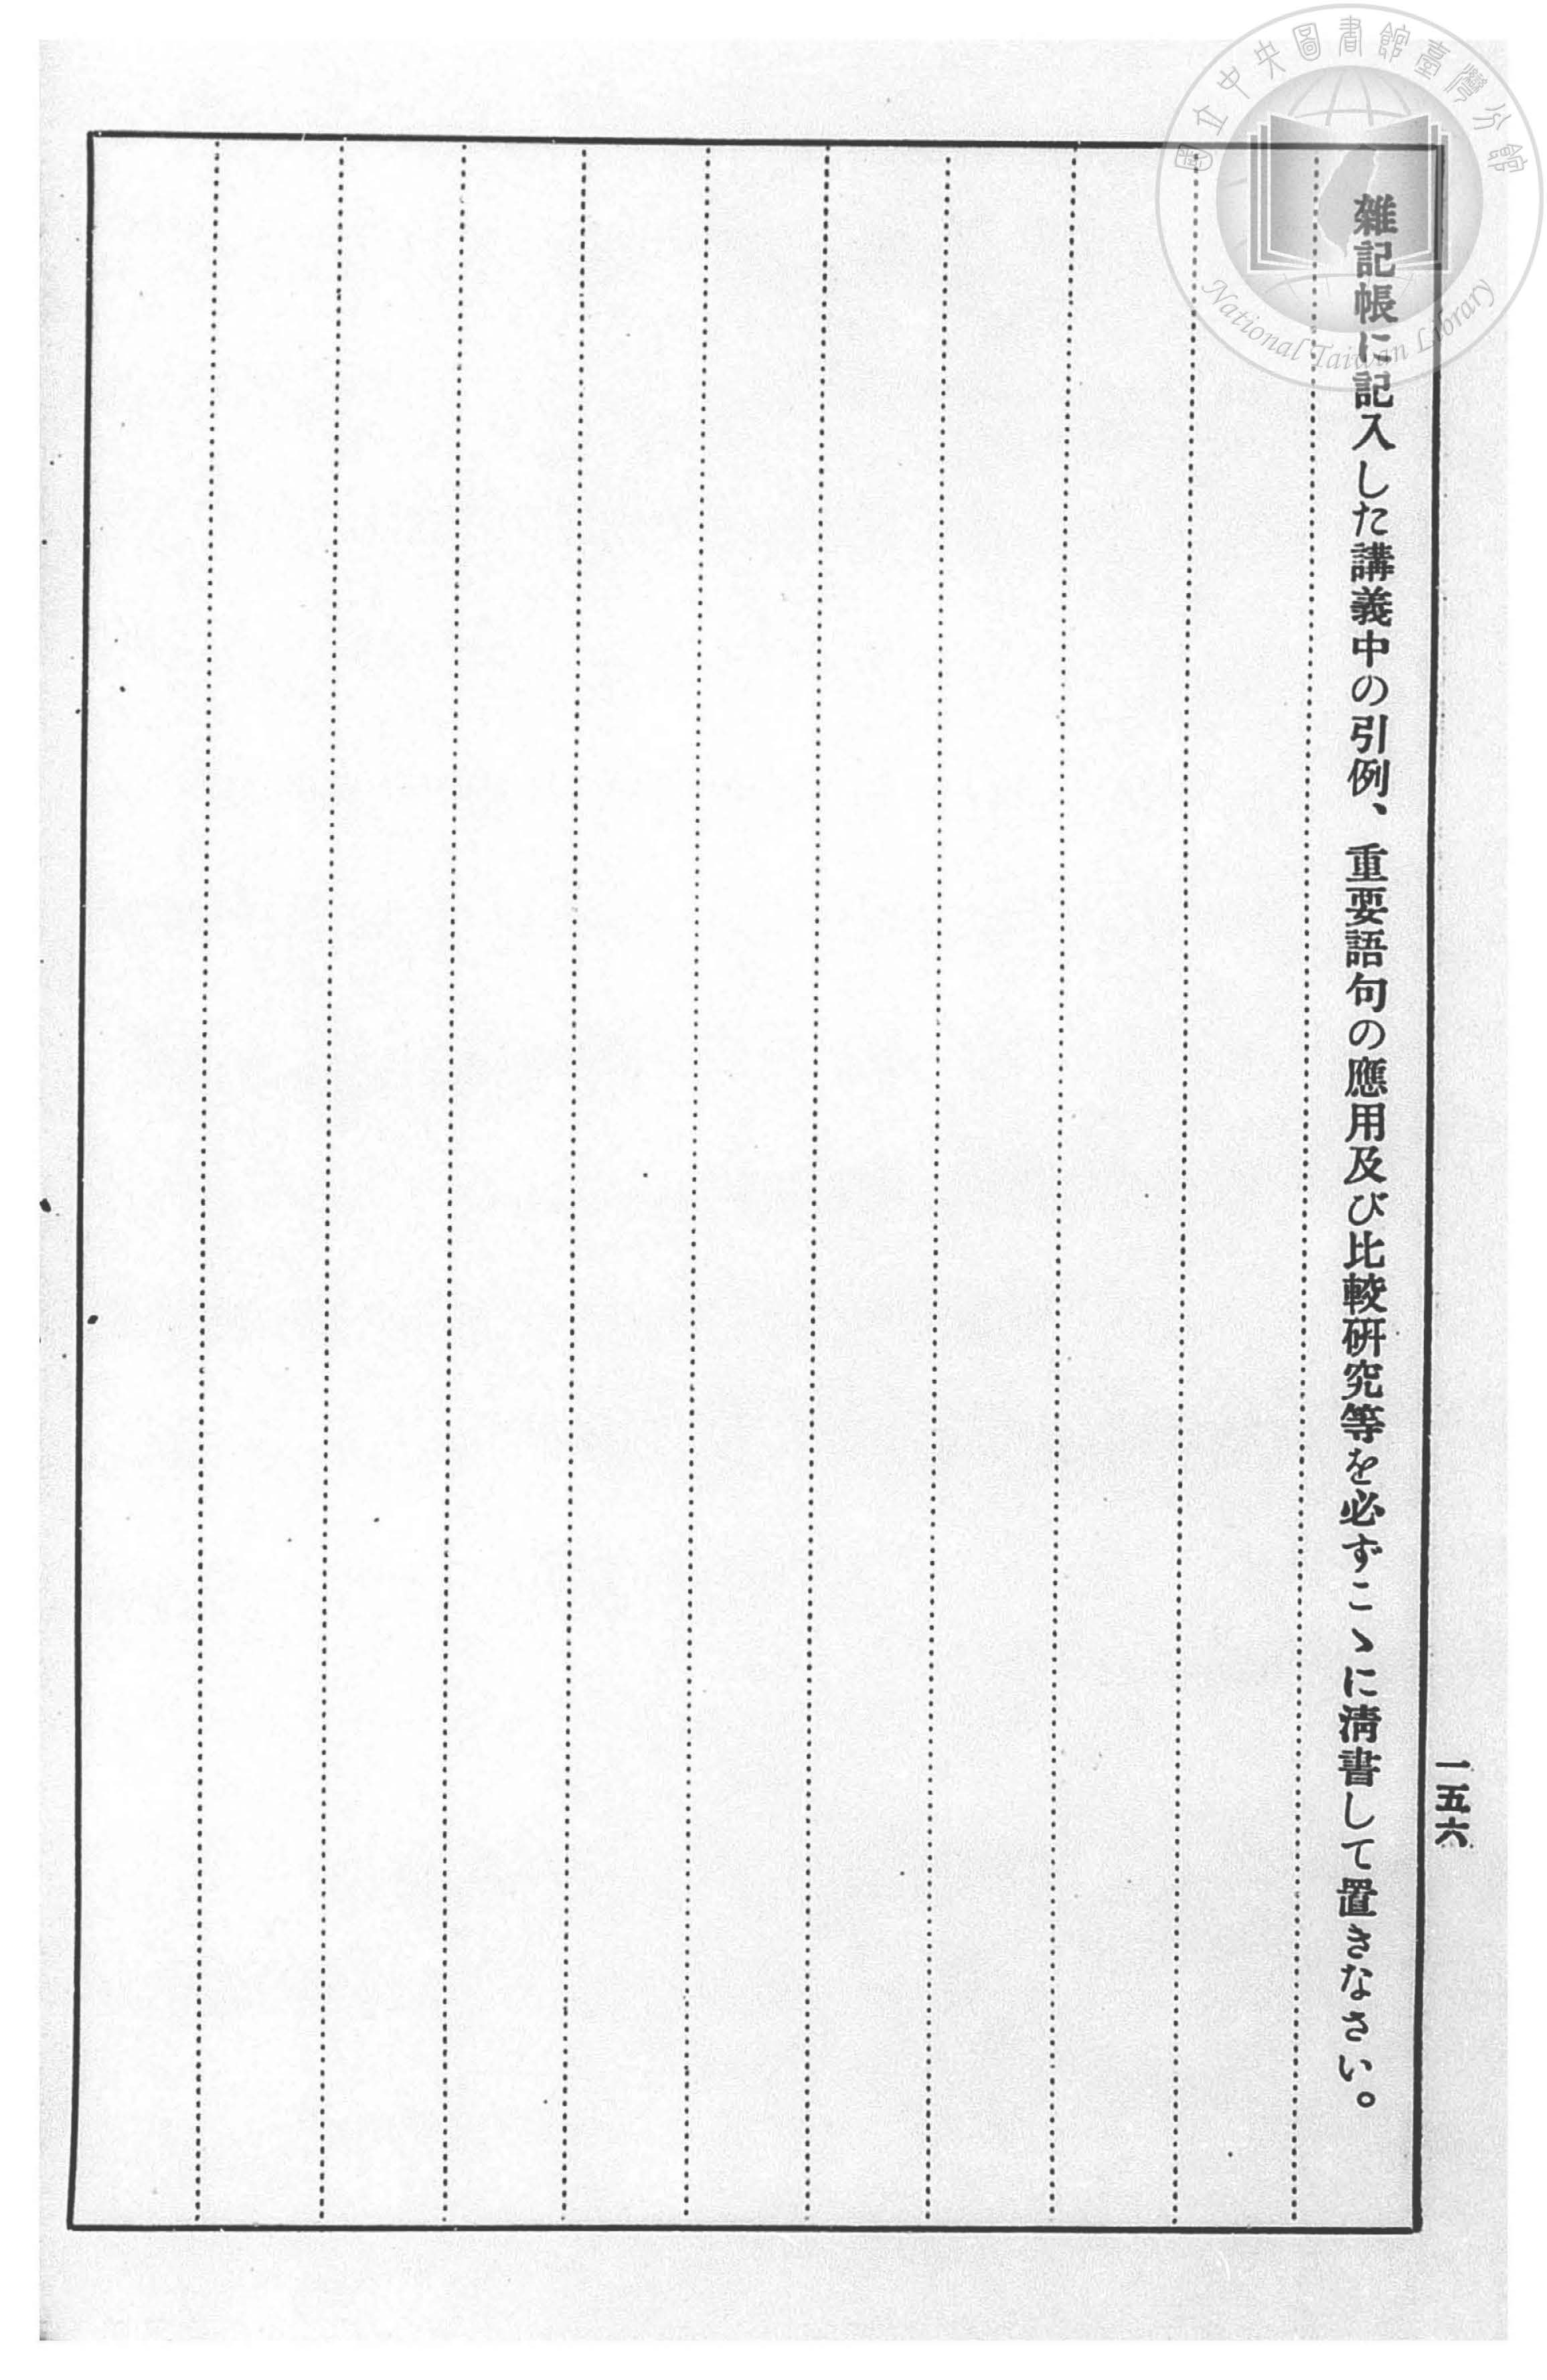 雑記帳に記入した講義中の引例、重要語句の應用及び比較研究等を必ずこゝに淸書して置きなさい。
一五六
國立中央圖書館臺灣分館
National Taiwan Library